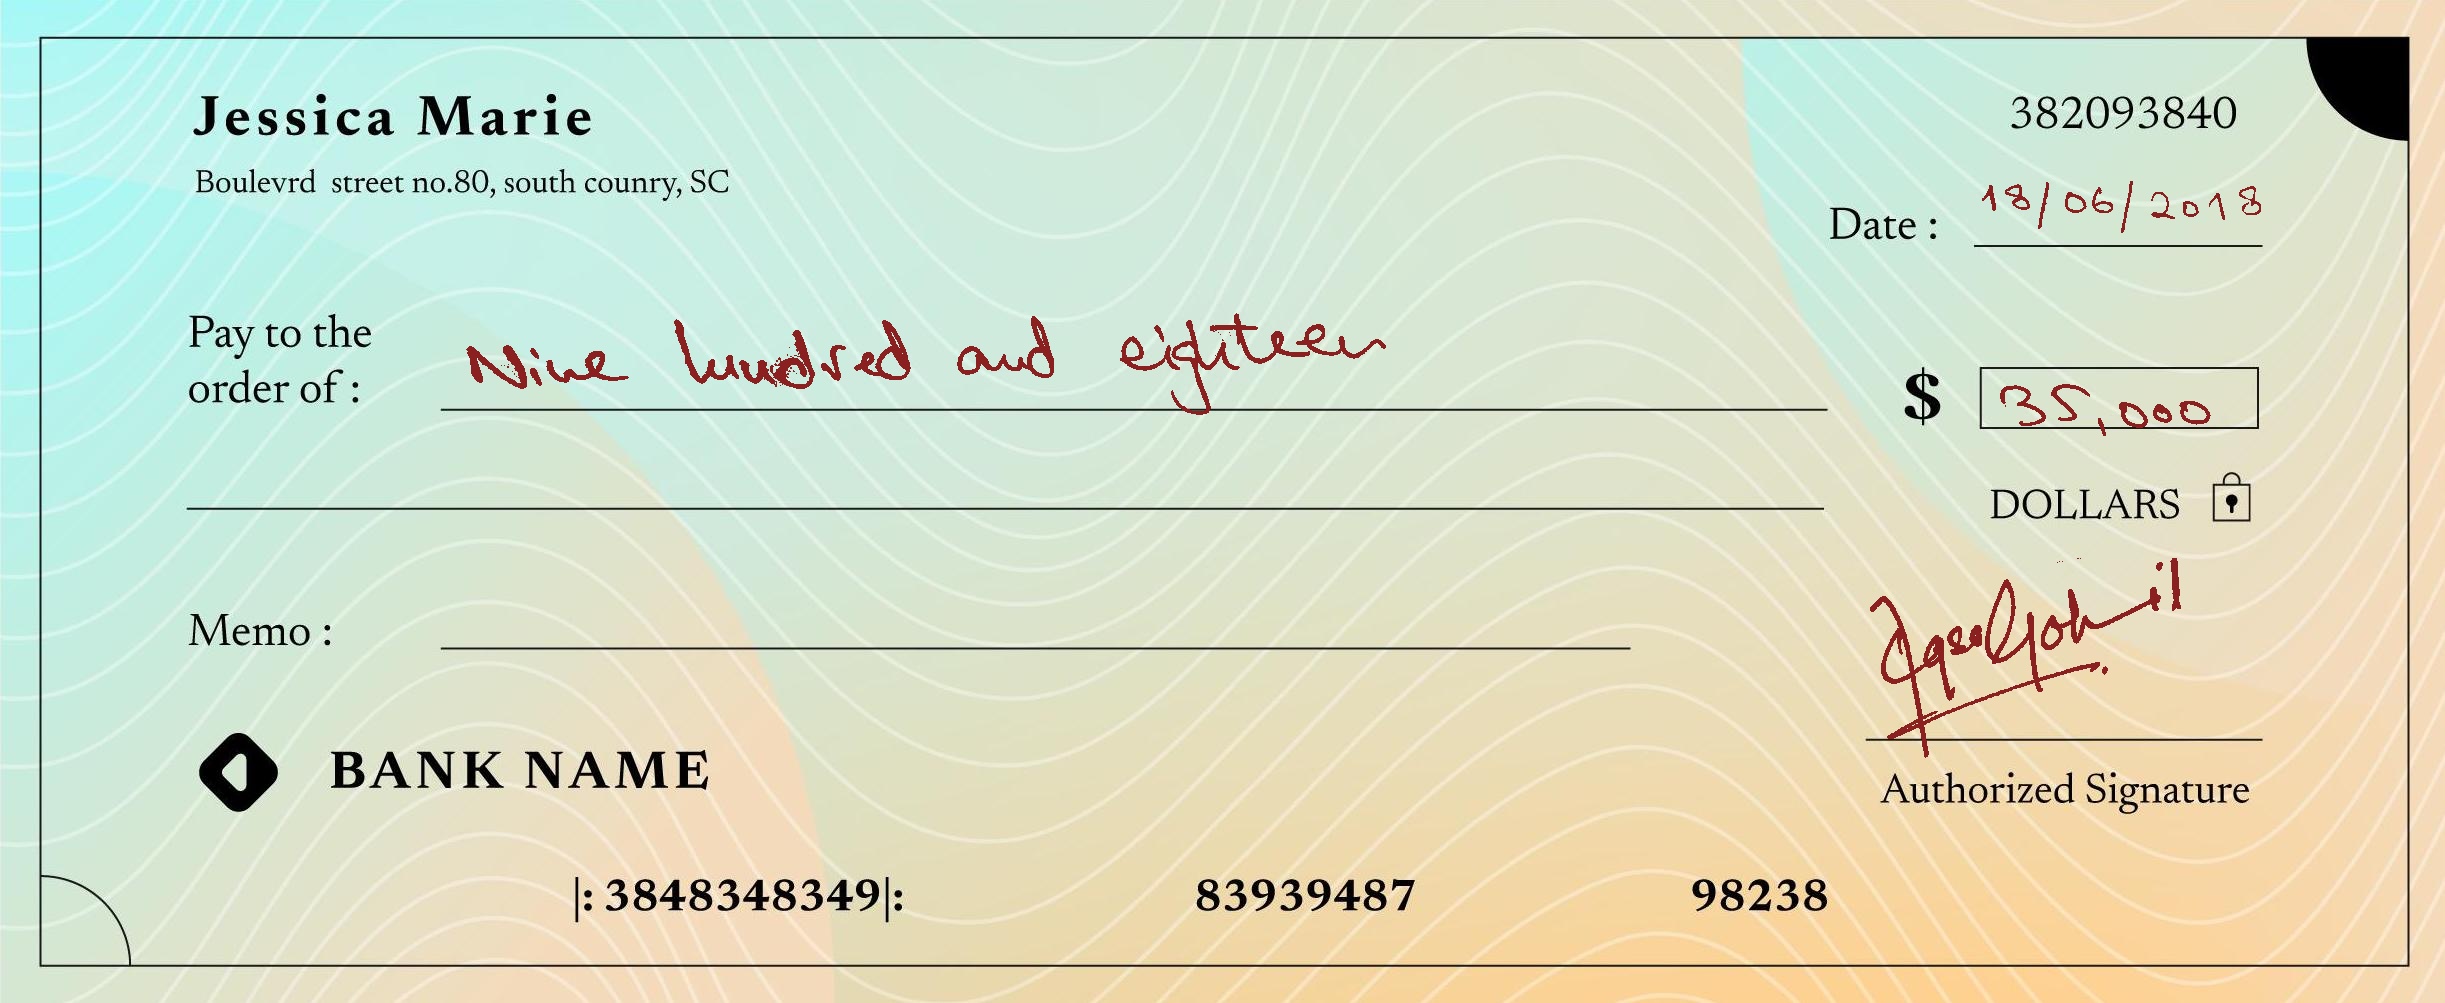 Jessica Marie
382093840
Boulevrd street no.80, south counry, SC
Date : 18/06/2018
Pay to the
order of : Nine hundred and eighteen
$ 35,000
DOLLARS
Memo :
BANK NAME
Authorized Signature
|: 3848348349|: 83939487 98238